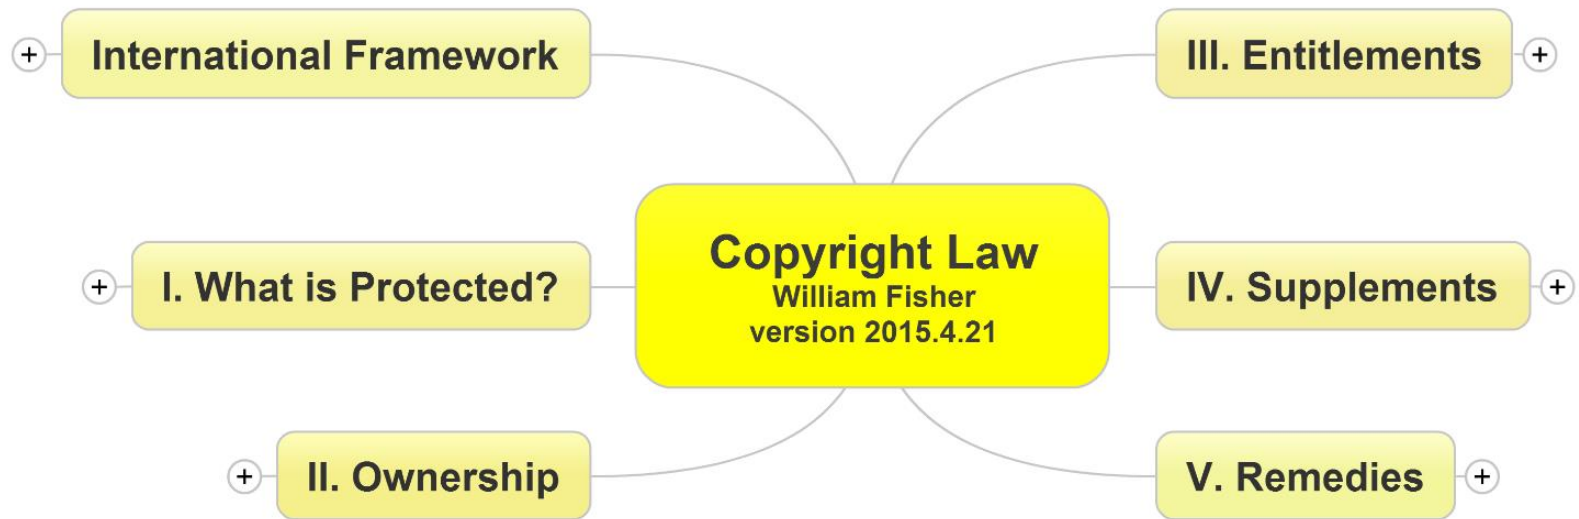 International Framework
III. Entitlements
Copyright Law
William Fisher
version 2015.4.21
I. What is Protected?
IV. Supplements
II. Ownership
V. Remedies